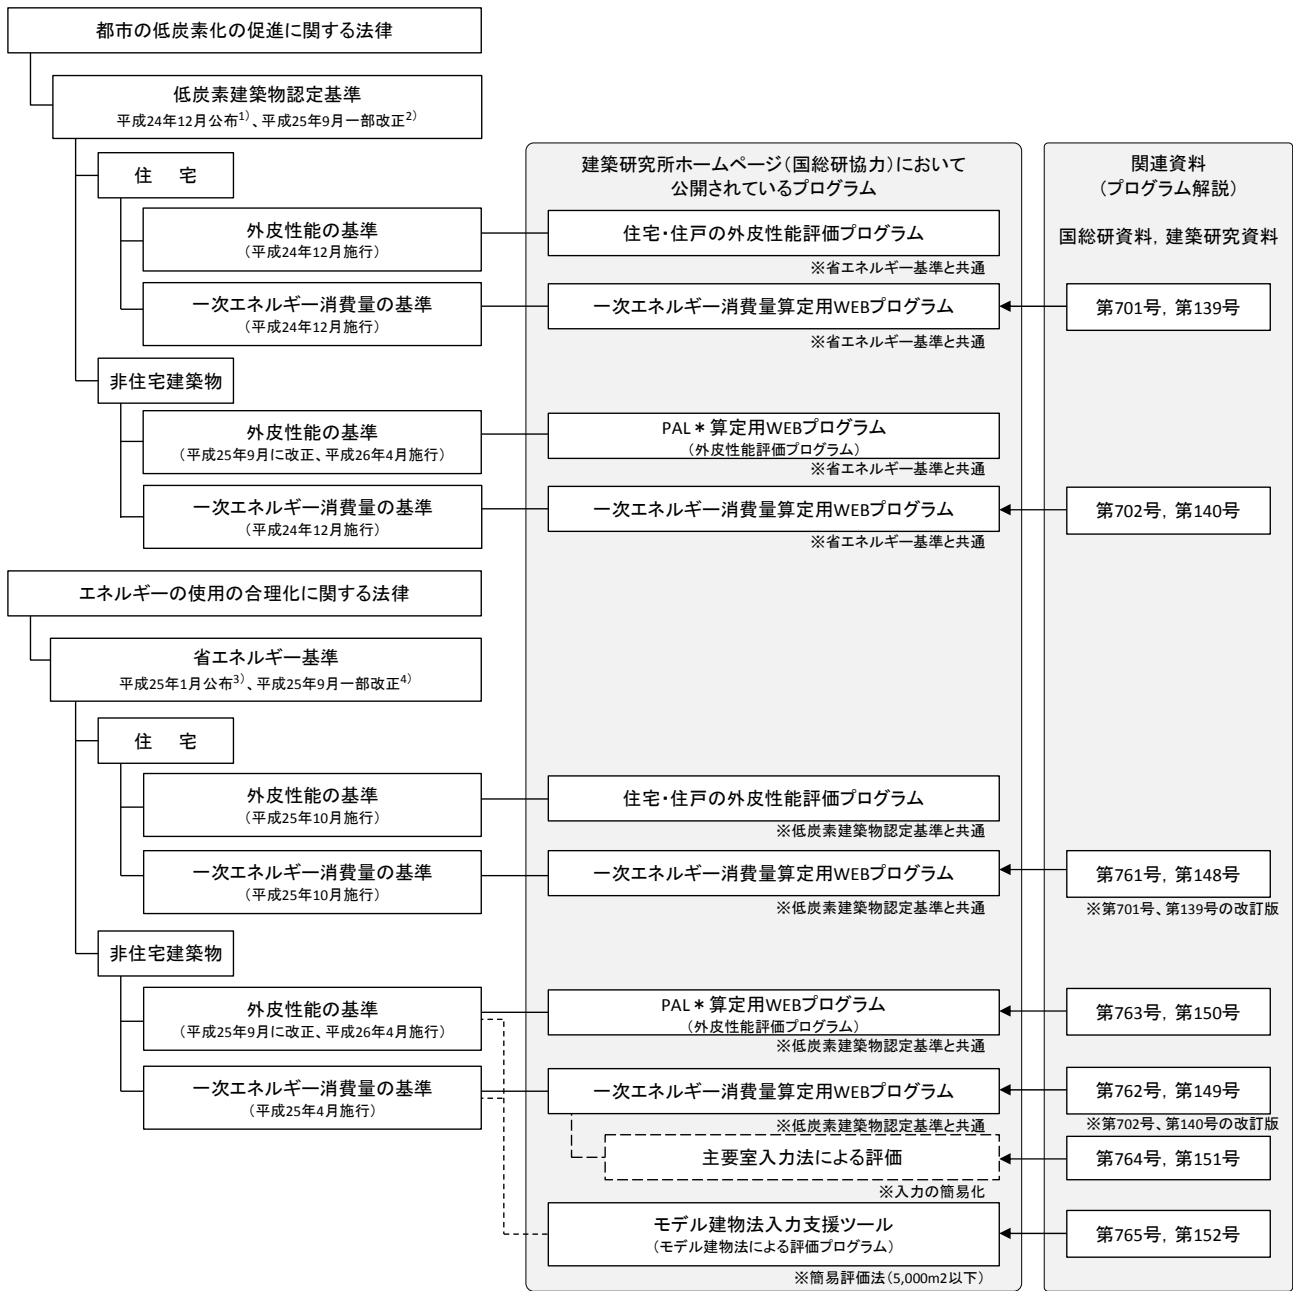 都市の低炭素化の促進に関する法律
低炭素建築物認定基準
平成24年12月公布1)、平成25年9月一部改正2)
建築研究所ホームページ(国総研協力)において
公開されているプログラム
関連資料
(プログラム解説)
国総研資料, 建築研究資料
住 宅
外皮性能の基準
(平成24年12月施行)
住宅・住戸の外皮性能評価プログラム
※省エネルギー基準と共通
一次エネルギー消費量の基準
(平成24年12月施行)
一次エネルギー消費量算定用WEBプログラム
※省エネルギー基準と共通
第701号, 第139号
非住宅建築物
外皮性能の基準
(平成25年9月に改正、平成26年4月施行)
PAL*算定用WEBプログラム
(外皮性能評価プログラム)
※省エネルギー基準と共通
一次エネルギー消費量の基準
(平成24年12月施行)
一次エネルギー消費量算定用WEBプログラム
※省エネルギー基準と共通
第702号, 第140号
エネルギーの使用の合理化に関する法律
省エネルギー基準
平成25年1月公布3)、平成25年9月一部改正4)
住 宅
外皮性能の基準
(平成25年10月施行)
住宅・住戸の外皮性能評価プログラム
※低炭素建築物認定基準と共通
一次エネルギー消費量の基準
(平成25年10月施行)
一次エネルギー消費量算定用WEBプログラム
※低炭素建築物認定基準と共通
第761号, 第148号
※第701号、第139号の改訂版
非住宅建築物
外皮性能の基準
(平成25年9月に改正、平成26年4月施行)
PAL*算定用WEBプログラム
(外皮性能評価プログラム)
※低炭素建築物認定基準と共通
第763号, 第150号
一次エネルギー消費量の基準
(平成25年4月施行)
一次エネルギー消費量算定用WEBプログラム
※低炭素建築物認定基準と共通
第762号, 第149号
※第702号、第140号の改訂版
主要室入力法による評価
※入力の簡易化
第764号, 第151号
モデル建物法入力支援ツール
(モデル建物法による評価プログラム)
※簡易評価法(5,000m2以下)
第765号, 第152号